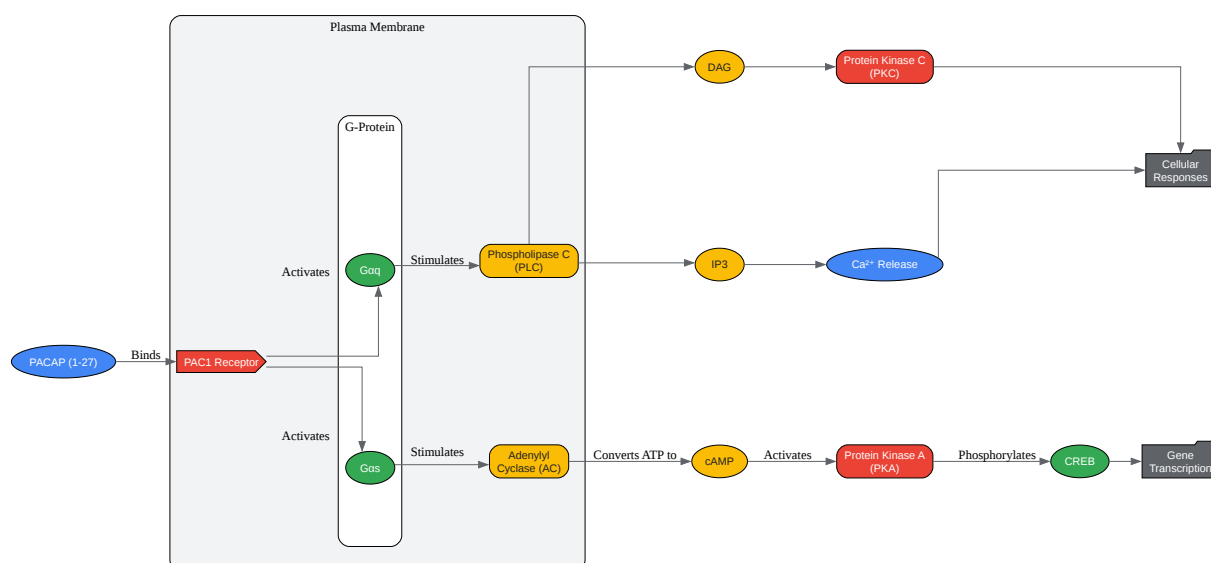 Plasma Membrane
DAG
Protein Kinase C
(PKC)
G-Protein
Cellular
Responses
Activates
Gαq
Stimulates
Phospholipase C
(PLC)
IP3
Ca²⁺ Release
PACAP (1-27)
Binds
PAC1 Receptor
Activates
Gαs
Stimulates
Adenylyl
Cyclase (AC)
Converts ATP to
cAMP
Activates
Protein Kinase A
(PKA)
Phosphorylates
CREB
Gene
Transcription